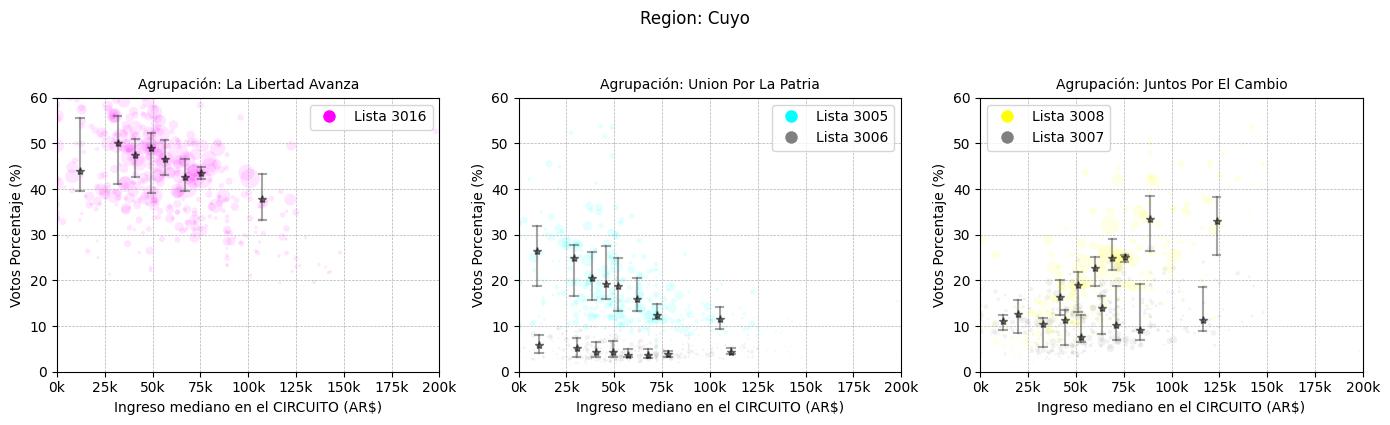 Region: Cuyo
Agrupación: La Libertad Avanza
Lista 3016
Votos Porcentaje (%)
60
50
40
30
20
10
0
0k 25k 50k 75k 100k 125k 150k 200k
Ingreso mediano en el CIRCUITO (AR$)
Agrupación: Union Por La Patria
Lista 3005
Lista 3006
Votos Porcentaje (%)
60
50
40
30
20
10
0
0k 25k 50k 75k 100k 125k 150k 200k
Ingreso mediano en el CIRCUITO (AR$)
Agrupación: Juntos Por El Cambio
Lista 3008
Lista 3007
Votos Porcentaje (%)
60
50
40
30
20
10
0
0k 25k 50k 75k 100k 125k 150k 200k
Ingreso mediano en el CIRCUITO (AR$)